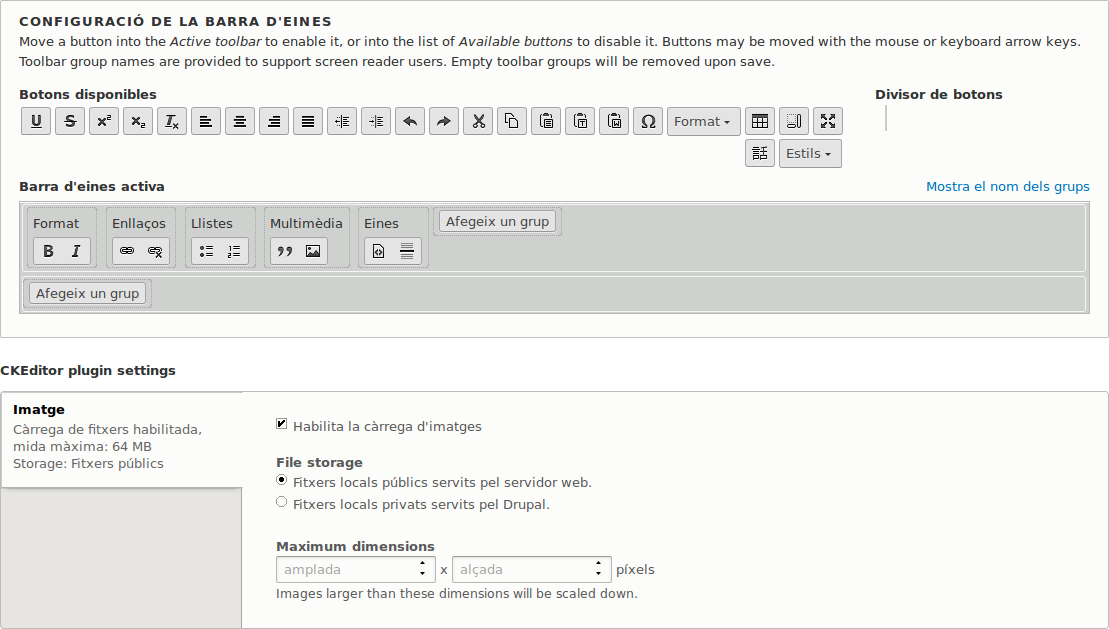 CONFIGURACIÓ DE LA BARRA D'EINES
Move a button into the Active toolbar to enable it, or into the list of Available buttons to disable it. Buttons may be moved with the mouse or keyboard arrow keys.
Toolbar group names are provided to support screen reader users. Empty toolbar groups will be removed upon save.
Botons disponibles
Divisor de botons
Format
Estils
Barra d'eines activa
Mostra el nom dels grups
Format
Enllaços
Llistes
Multimèdia
Eines
Afegeix un grup
Afegeix un grup
CKEditor plugin settings
Imatge
Càrrega de fitxers habilitada,
mida màxima: 64 MB
Storage: Fitxers públics
Habilita la càrrega d'imatges
File storage
Fitxers locals públics servits pel servidor web.
Fitxers locals privats servits pel Drupal.
Maximum dimensions
amplada x alçada píxels
Images larger than these dimensions will be scaled down.